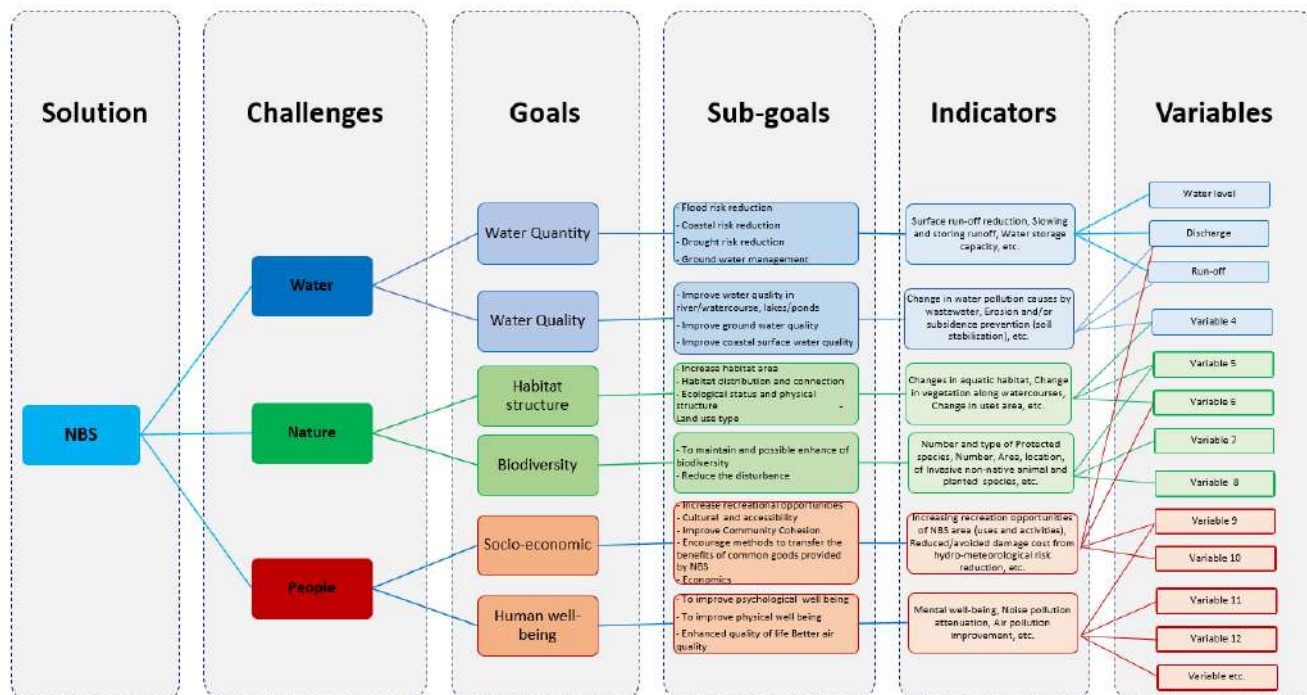 Solution
Challenges
Goals
Sub-goals
Indicators
Variables
NBS
Water
Nature
People
Water Quantity
Water Quality
Habitat
structure
Biodiversity
Socio-economic
Human well-
being
- Flood risk reduction
- Coastal risk reduction
- Drought risk reduction
- Ground water management
- Improve water quality in
river/watercourse, lakes/ponds
- Improve ground water quality
- Improve coastal surface water quality
- Increase habitat area
- Habitat distribution and connection
- Ecological status and physical
structure -
Land use type
- To maintain and possible enhance of
biodiversity
- Reduce the disturbence
- Increase recreational opportunities
- Cultural and accessibility
- Improve Community Cohesion
- Encourage methods to transfer the
benefits of common goods provided
by NBS
- Economics
- To improve psychological well being
- To improve physical well being
- Enhanced quality of life Better air
quality
Surface run-off reduction, Slowing
and storing runoff, Water storage
capacity, etc.
Change in water pollution causes by
wastewater, Erosion and/or
subsidence prevention (soil
stabilization), etc.
Changes in aquatic habitat, Change
in vegetation along watercourses,
Change in uses area, etc.
Number and type of Protected
species, Number, Area, location,
of Invasive non-native animal and
planted species, etc.
Increasing recreation opportunities
of NBS area (uses and activities),
Reduced/avoided damage cost from
hydro-meteorological risk
reduction, etc.
Mental well-being, Noise pollution
attenuation, Air pollution
improvement, etc.
Water level
Discharge
Run-off
Variable 4
Variable 5
Variable 6
Variable 7
Variable 8
Variable 9
Variable 10
Variable 11
Variable 12
Variable etc.